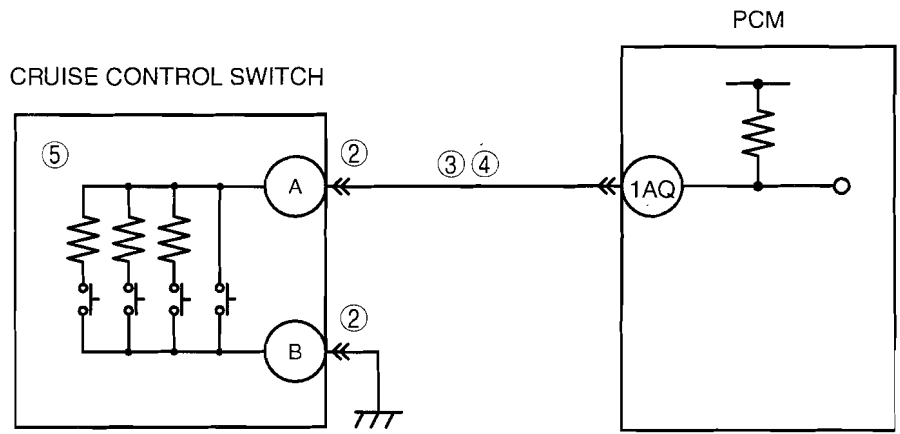 PCM
CRUISE CONTROL SWITCH
⑤
②
③ ④
A
1AQ
②
B